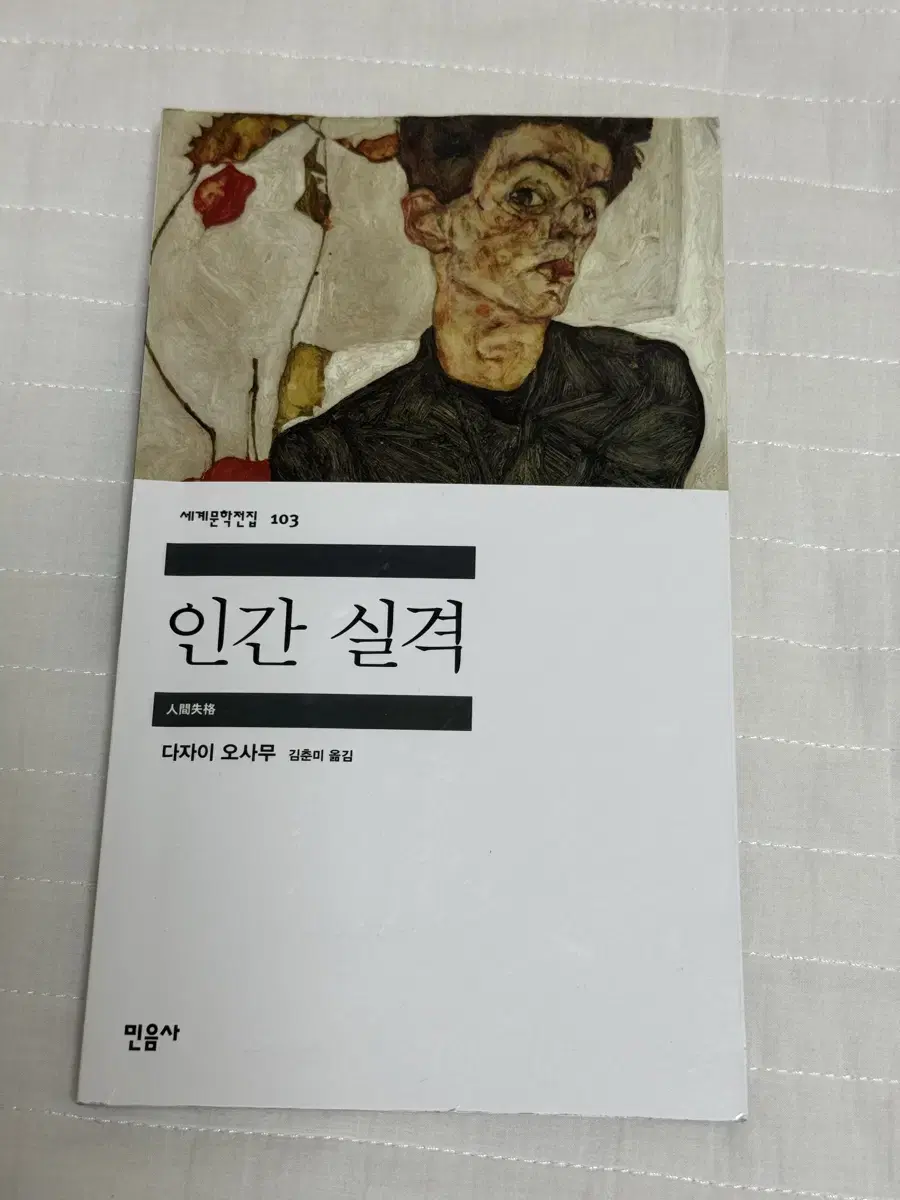 세계문학전집 103
인간 실격
人間失格
다자이 오사무 김춘미 옮김
민음사